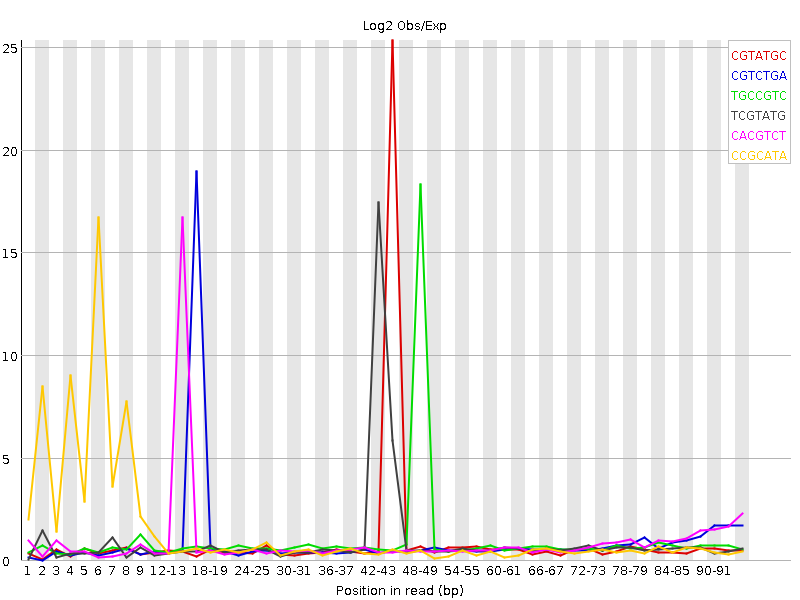 Log2 Obs/Exp
25
20
15
10
5
0
CGTATGC
CGTCTGA
TGCCGTC
TCGTATG
CACGTCT
CCGCATA
1 2 3 4 5 6 7 8 9 12-13 18-19 24-25 30-31 36-37 42-43 48-49 54-55 60-61 66-67 72-73 78-79 84-85 90-91
Position in read (bp)